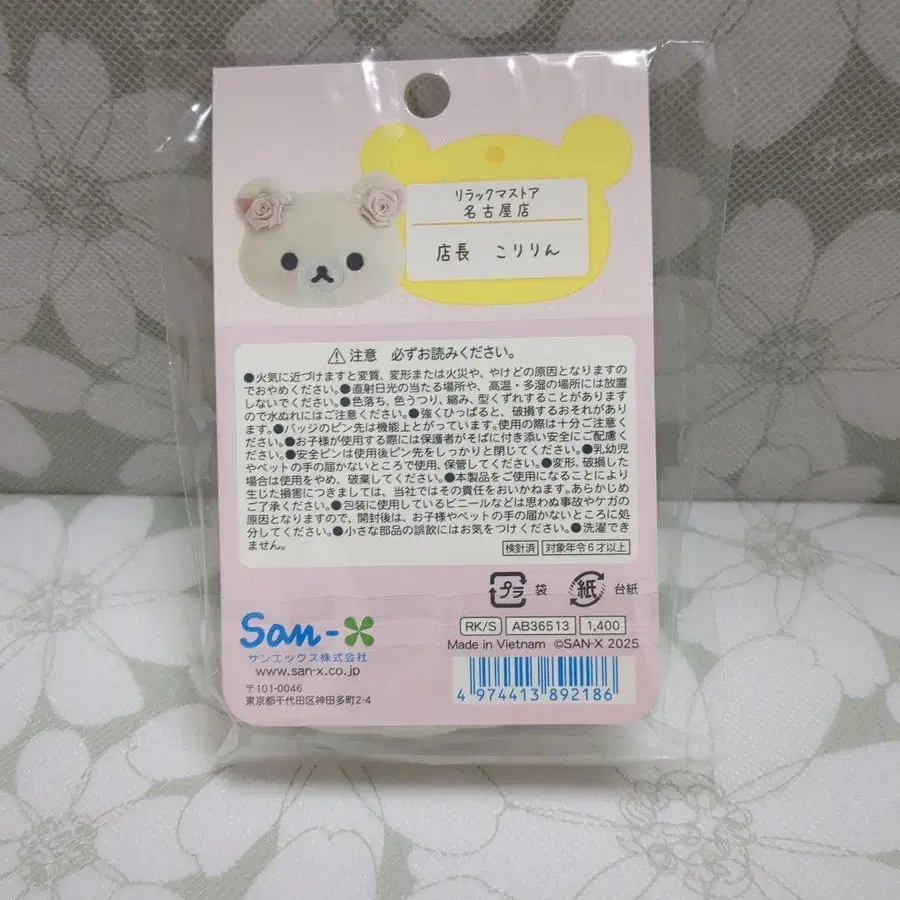 リラックマストア
名古屋店
店長 こりりん
⚠注意 必ずお読みください。
●火気に近づけますと変質、変形または火災や、やけどの原因となりますの
でおやめください。●直射日光の当たる場所や、高温・多湿の場所には放置
しないでください。●色落ち、色うつり、縮み、型くずれすることがあります
ので水ぬれにはご注意ください。●強くひっぱると、破損するおそれがあり
ます。●バッジのピン先は機能上とがっています。使用の際は十分ご注意く
ださい。●お子様が使用する際には保護者がそばに付き添い安全にご配慮く
ださい。●安全ピンは使用後ピン先をしっかりと閉じてください。●乳幼児
やペットの手の届かないところで使用、保管してください。●変形、破損した
場合は使用をやめ、破棄してください。●本製品をご使用になることにより
生じた損害につきましては、当社ではその責任をおいかねます。あらかじめ
ご了承ください。●包装に使用しているビニールなどは思わぬ事故やケガの
原因となりますので、開封後は、お子様やペットの手の届かないところに処
分してください。●小さな部品の誤飲にはお気をつけください。●洗濯でき
ません。
検針済 対象年令6才以上
プラ 袋 紙 台紙
RK/S AB36513 1,400
Made in Vietnam ©SAN-X 2025
San-X
サンエックス株式会社
www.san-x.co.jp
〒101-0046
東京都千代田区神田多町2-4
4 974413 892186